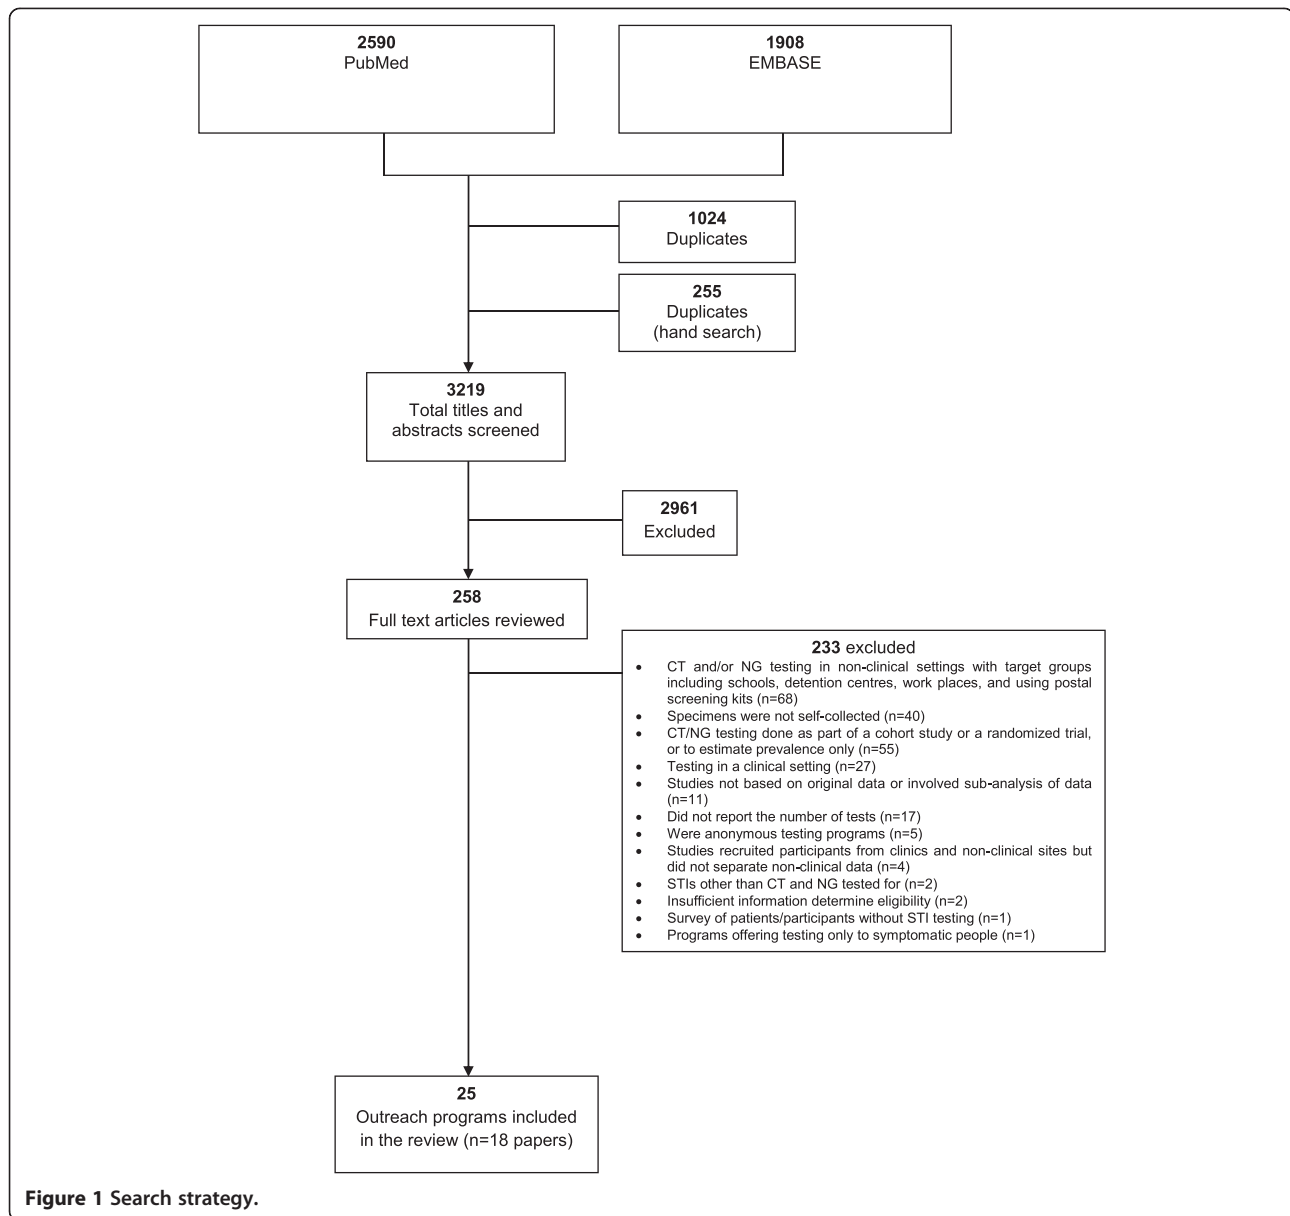 2590
PubMed
1908
EMBASE
1024
Duplicates
255
Duplicates
(hand search)
3219
Total titles and
abstracts screened
2961
Excluded
258
Full text articles reviewed
233 excluded
• CT and/or NG testing in non-clinical settings with target groups
including schools, detention centres, work places, and using postal
screening kits (n=68)
• Specimens were not self-collected (n=40)
• CT/NG testing done as part of a cohort study or a randomized trial,
or to estimate prevalence only (n=55)
• Testing in a clinical setting (n=27)
• Studies not based on original data or involved sub-analysis of data
(n=11)
• Did not report the number of tests (n=17)
• Were anonymous testing programs (n=5)
• Studies recruited participants from clinics and non-clinical sites but
did not separate non-clinical data (n=4)
• STIs other than CT and NG tested for (n=2)
• Insufficient information determine eligibility (n=2)
• Survey of patients/participants without STI testing (n=1)
• Programs offering testing only to symptomatic people (n=1)
25
Outreach programs included
in the review (n=18 papers)
Figure 1 Search strategy.